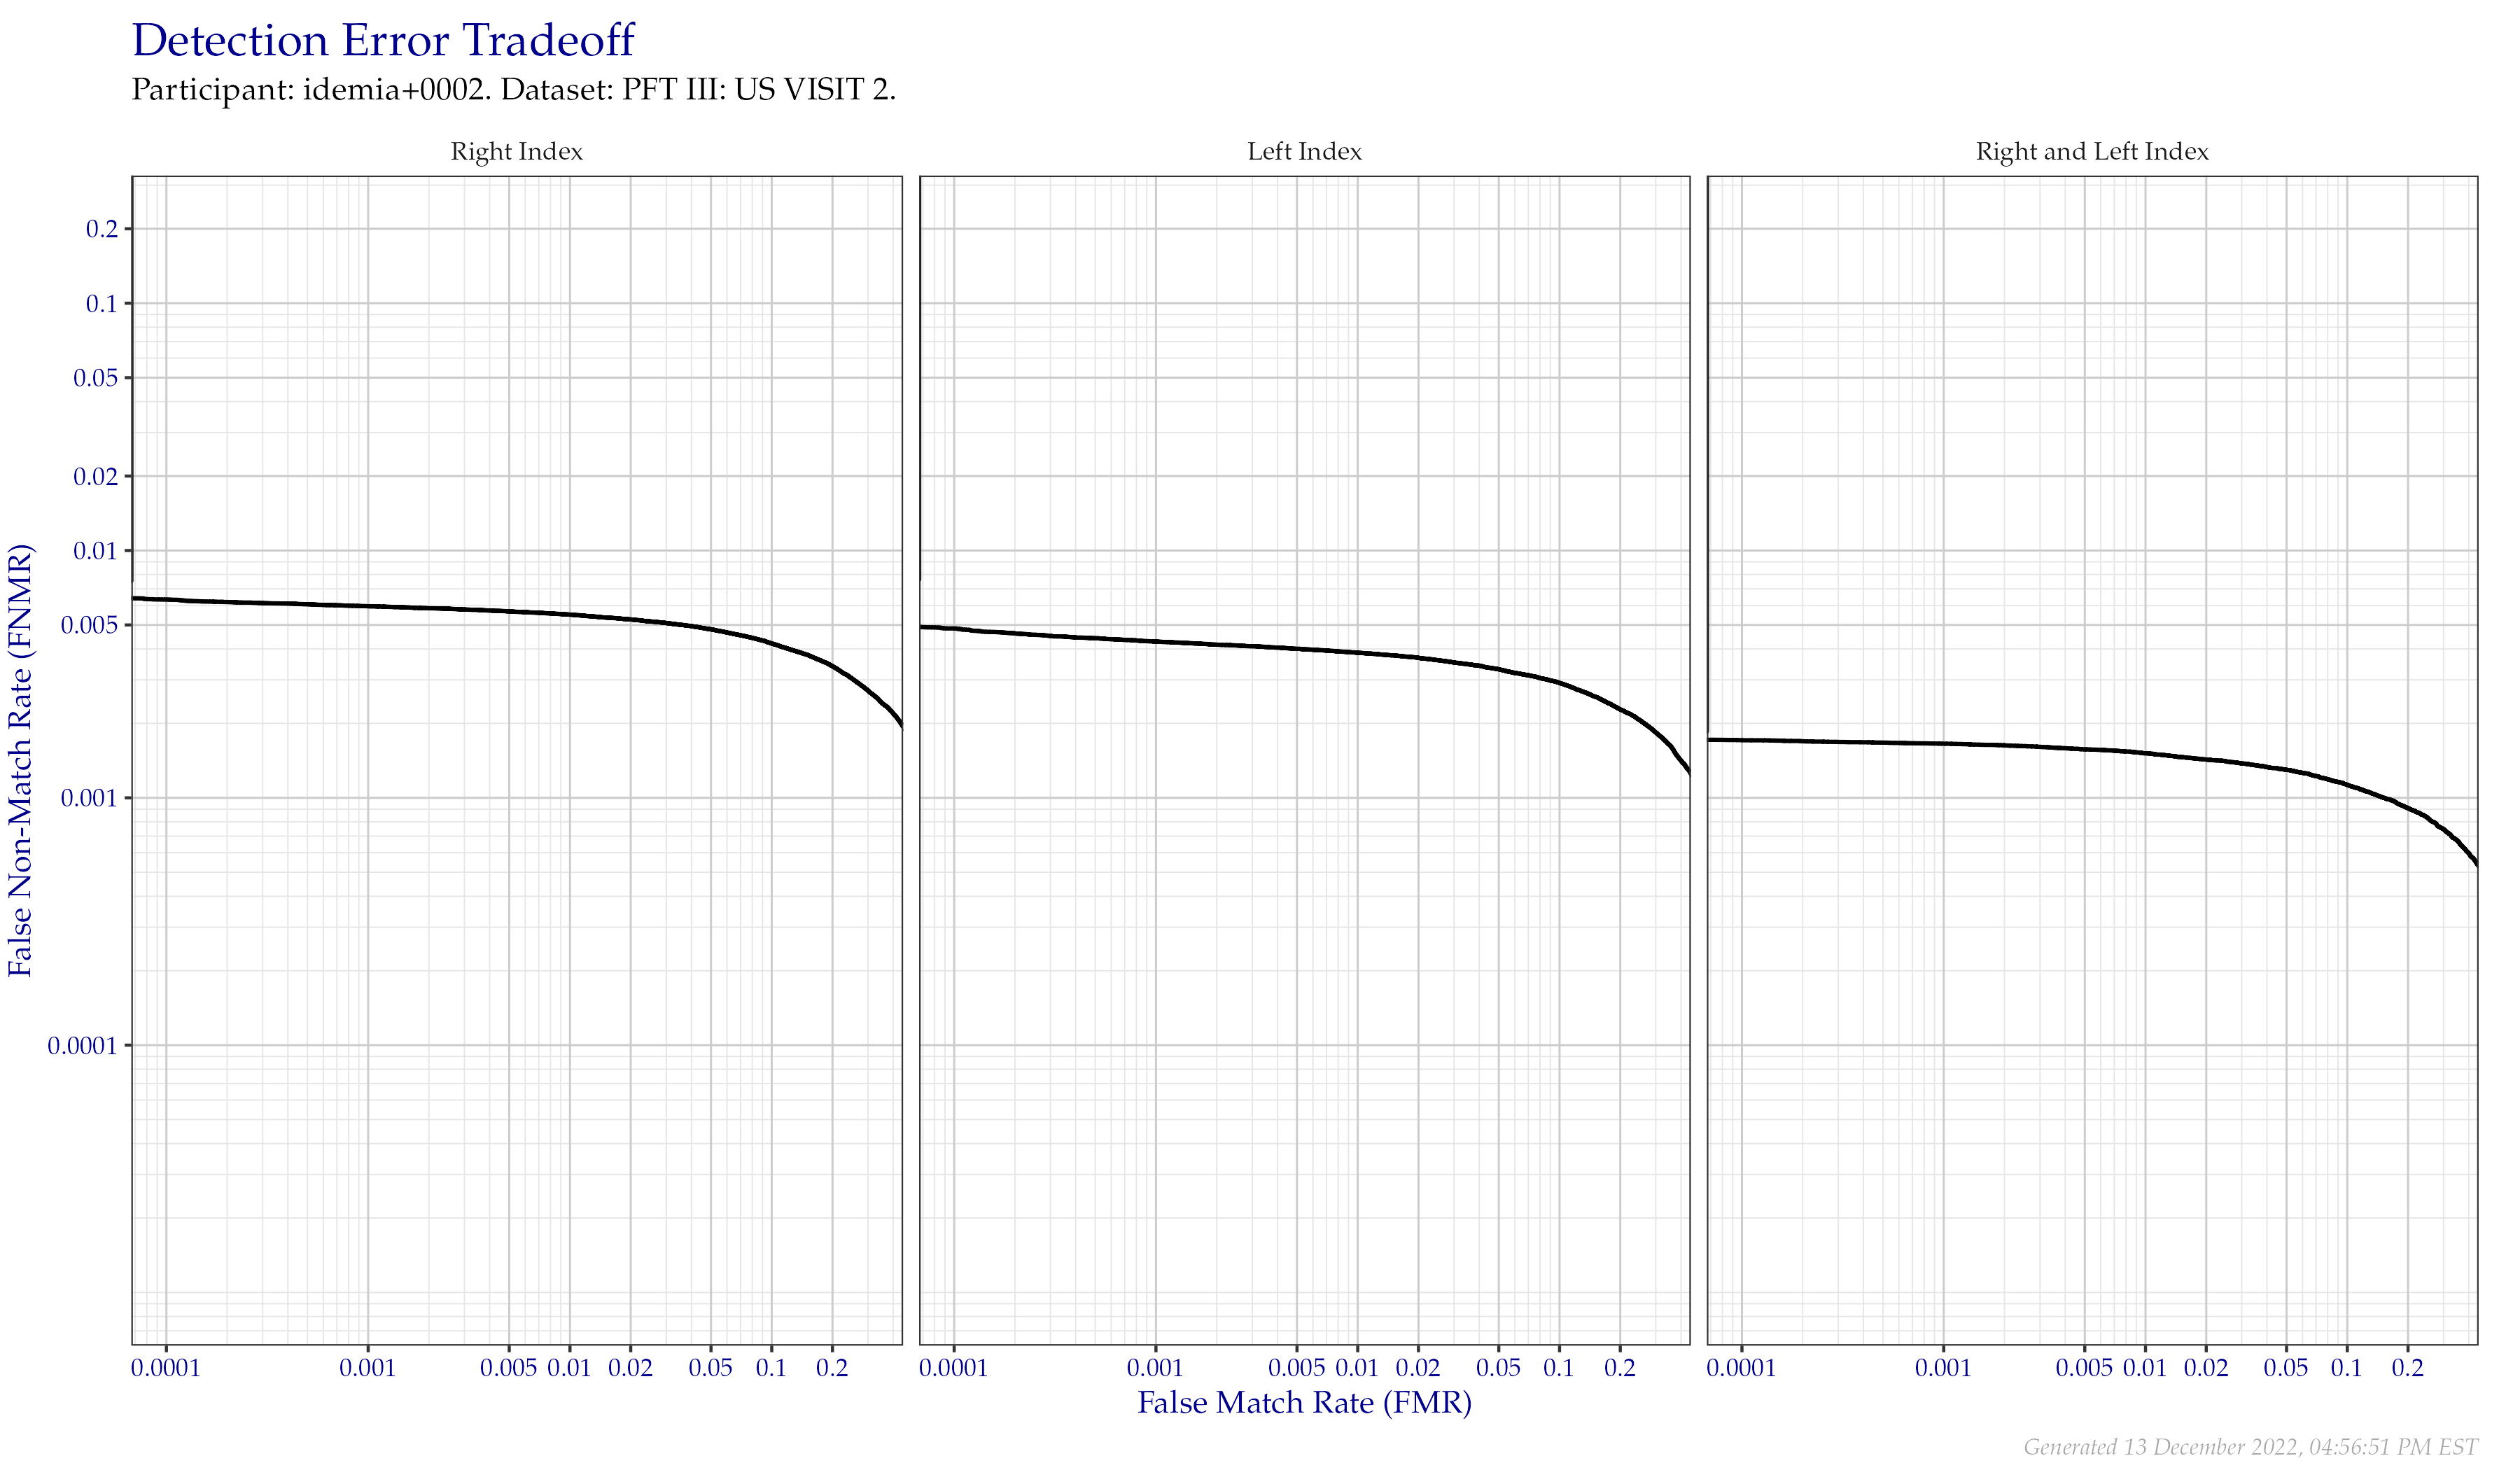 Detection Error Tradeoff
Participant: idemia+0002. Dataset: PFT III: US VISIT 2.
Right Index
Left Index
Right and Left Index
False Non-Match Rate (FNMR)
0.2
0.1
0.05
0.02
0.01
0.005
0.001
0.0001
0.0001 0.001 0.005 0.01 0.02 0.05 0.1 0.2
0.0001 0.001 0.005 0.01 0.02 0.05 0.1 0.2
0.0001 0.001 0.005 0.01 0.02 0.05 0.1 0.2
False Match Rate (FMR)
Generated 13 December 2022, 04:56:51 PM EST